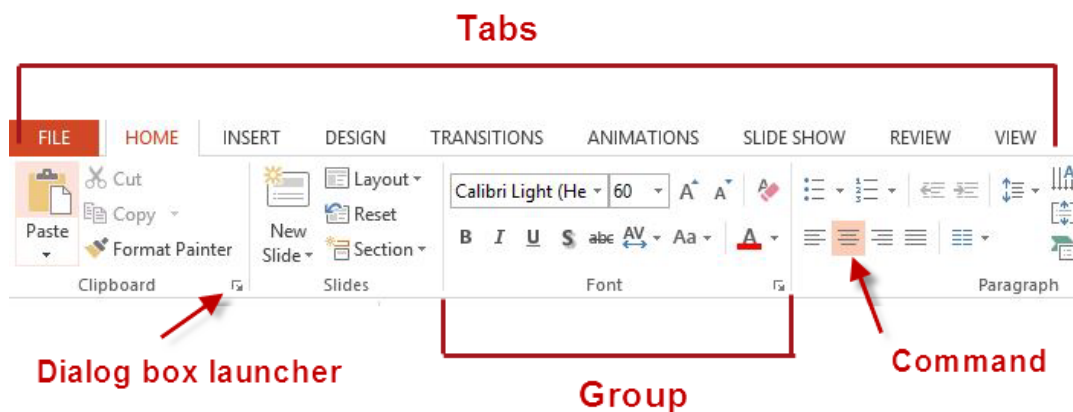 Tabs
FILE HOME INSERT DESIGN TRANSITIONS ANIMATIONS SLIDE SHOW REVIEW VIEW
Cut
Copy
Format Painter
Paste
Clipboard
New
Slide
Layout
Reset
Section
Slides
Calibri Light (He 60 A A
B I U S abc AV Aa A
Font
Paragraph
Dialog box launcher
Group
Command